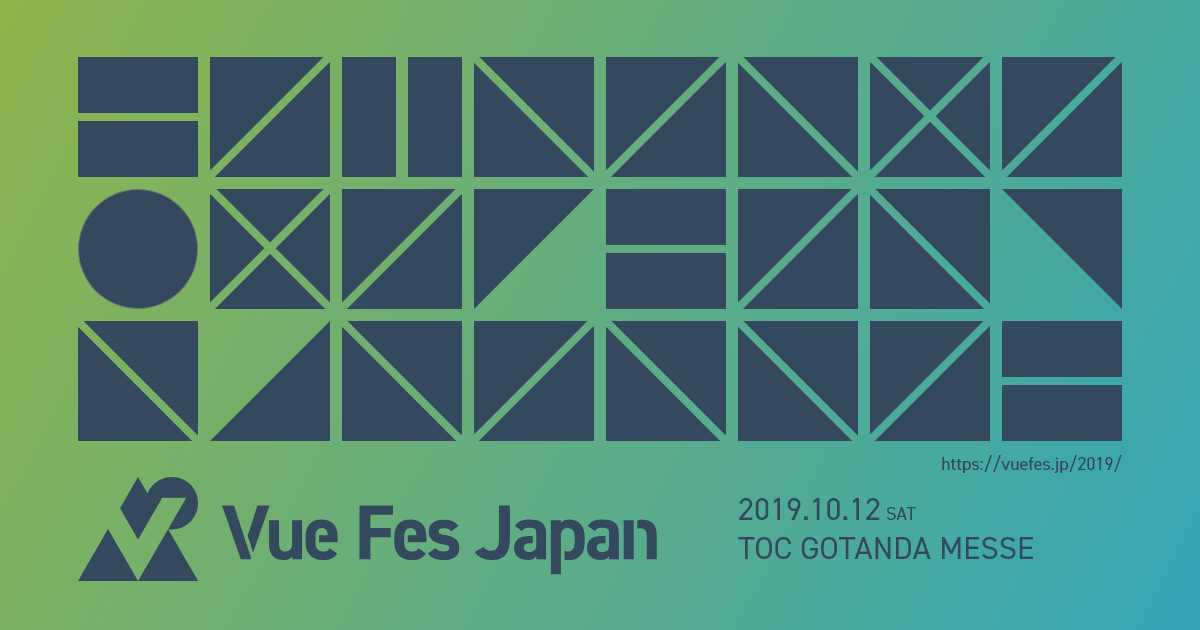 https://vuefes.jp/2019/
Vue Fes Japan
2019.10.12 SAT
TOC GOTANDA MESSE